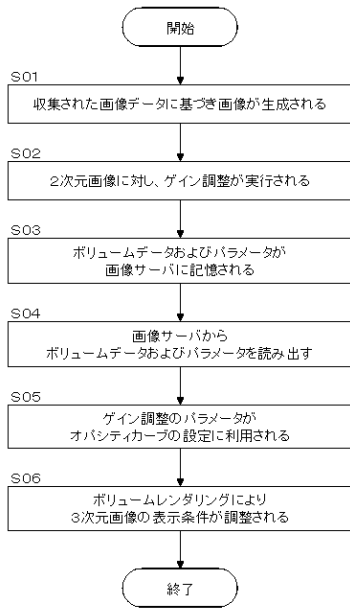 開始
S01
収集された画像データに基づき画像が生成される
S02
2次元画像に対し、ゲイン調整が実行される
S03
ボリュームデータおよびパラメータが
画像サーバに記憶される
S04
画像サーバから
ボリュームデータおよびパラメータを読み出す
S05
ゲイン調整のパラメータが
オパシティカーブの設定に利用される
S06
ボリュームレンダリングにより
3次元画像の表示条件が調整される
終了